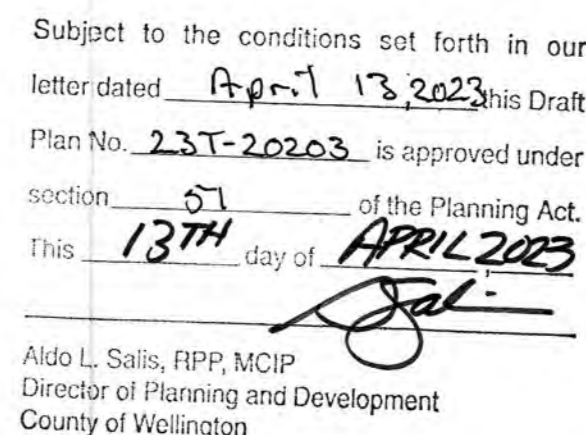 Subject to the conditions set forth in our
letter dated April 13, 2023 this Draft
Plan No. 23T-20203 is approved under
section 51 of the Planning Act.
This 13TH day of APRIL 2023
Salis
Aldo L. Salis, RPP, MCIP
Director of Planning and Development
County of Wellington